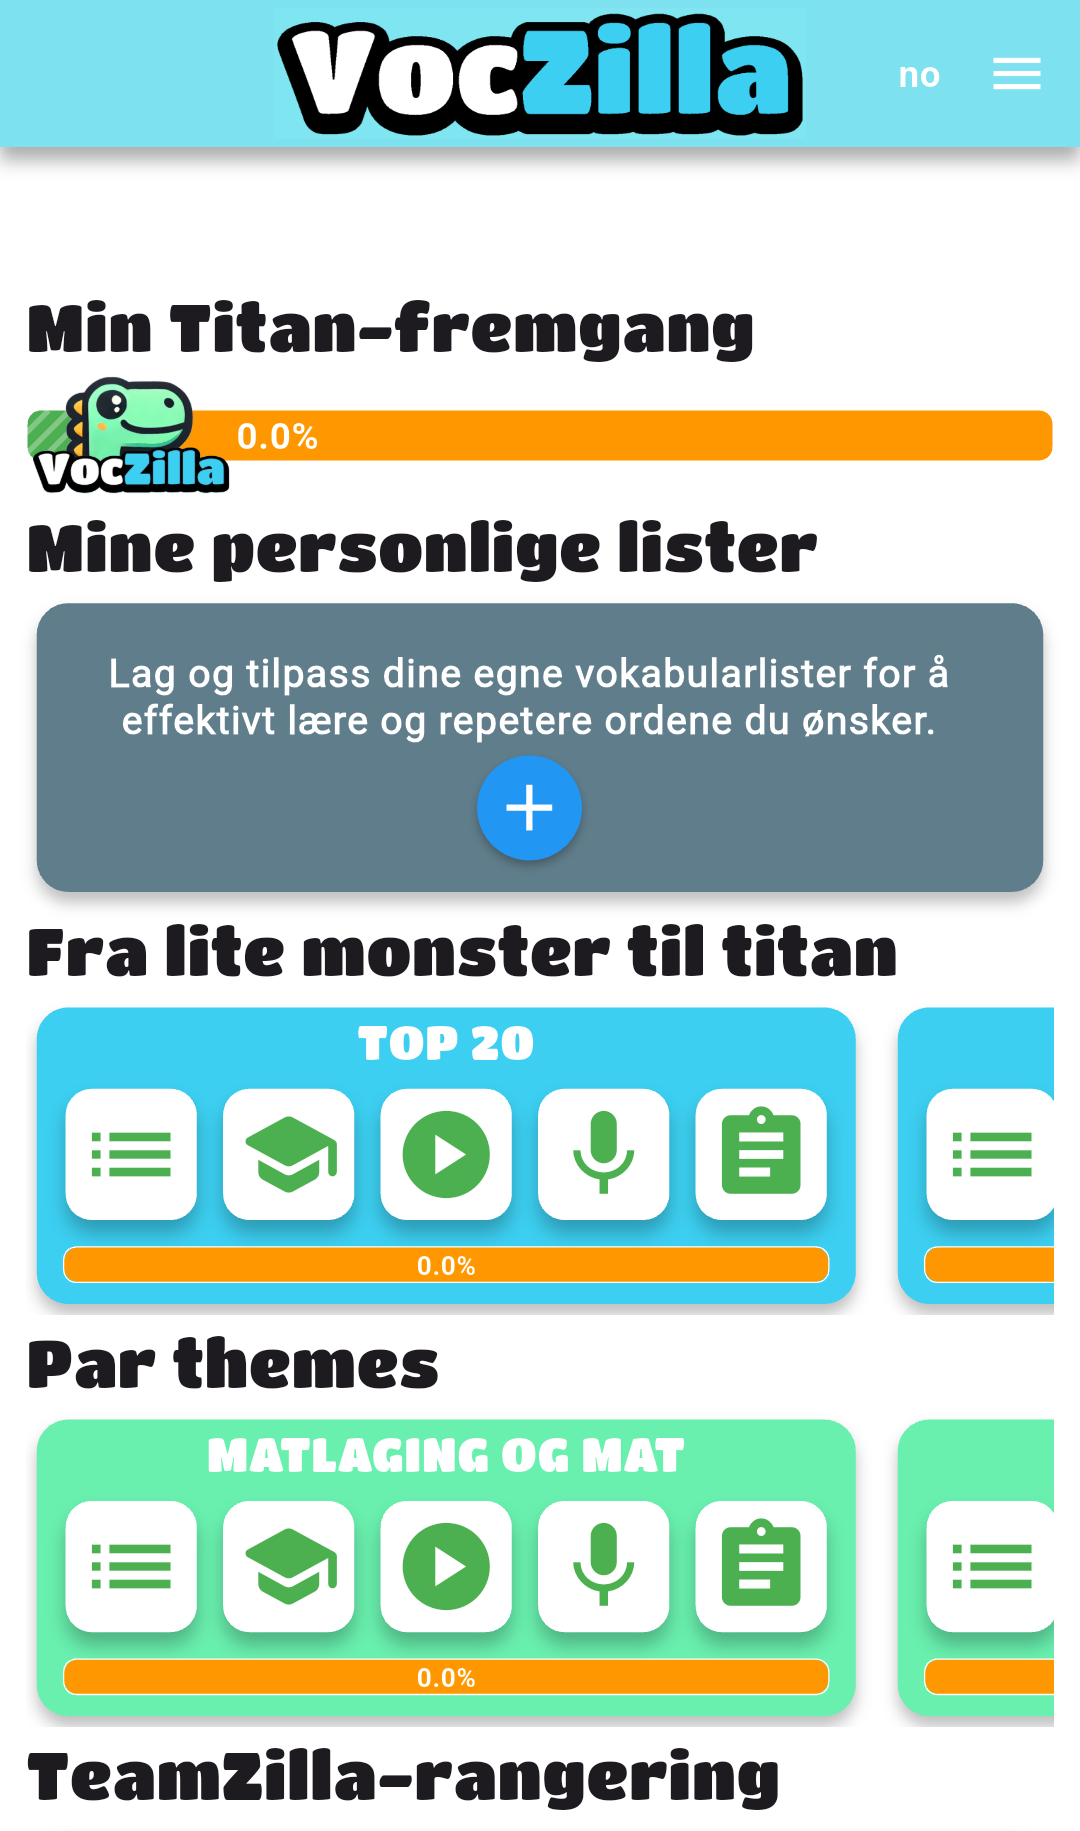 VocZilla
no
Min Titan-fremgang
0.0%
VocZilla
Mine personlige lister
Lag og tilpass dine egne vokabularlister for å
effektivt lære og repetere ordene du ønsker.
Fra lite monster til titan
TOP 20
0.0%
Par themes
MATLAGING OG MAT
0.0%
TeamZilla-rangering